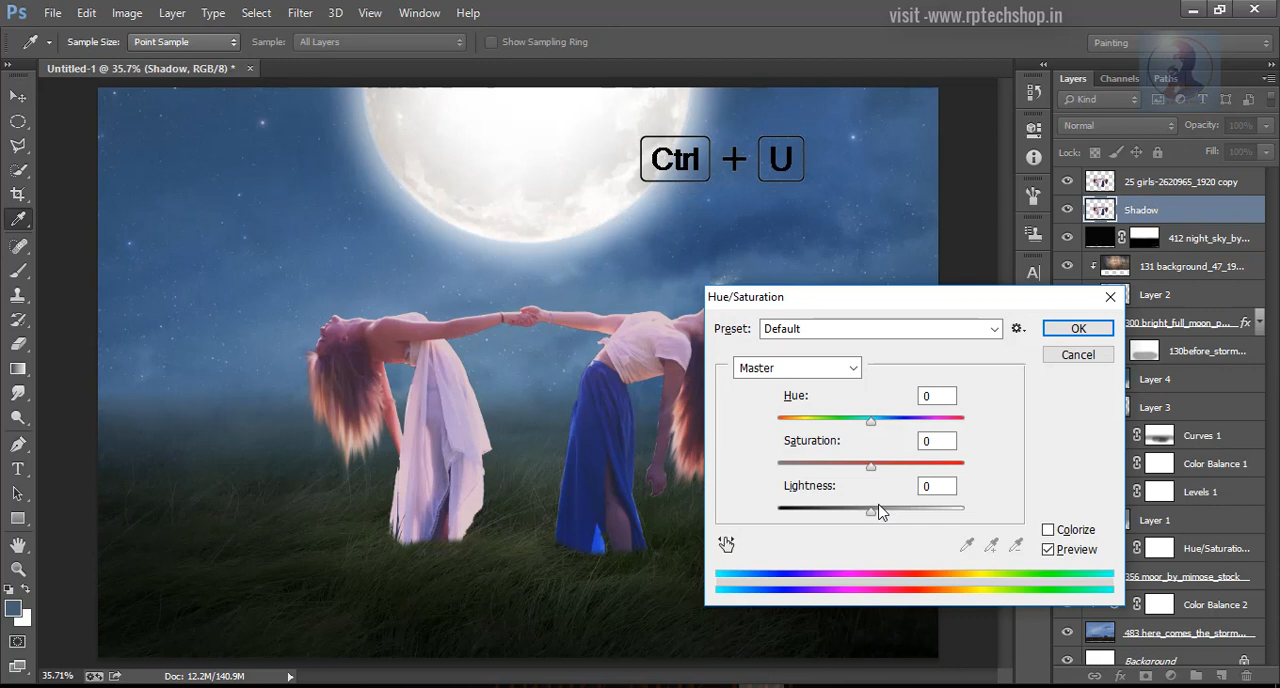 Ps File Edit Image Layer Type Select Filter 3D View Window Help
visit -www.rptechshop.in
Sample Size: Point Sample Sample: All Layers Show Sampling Ring Painting
Untitled-1 @ 35.7% (Shadow, RGB/8) * ×
Layers Channels Paths
Kind
Normal Opacity: 100%
Lock: Fill: 100%
Ctrl + U
25 girls-2620965_1920 copy
Shadow
412 night_sky_by...
131 background_47_19...
Layer 2
300 bright_full_moon_p... fx
130before_storm...
Layer 4
Layer 3
Curves 1
Color Balance 1
Levels 1
Layer 1
Hue/Saturatio...
356 moor_by_mimose_stock
Color Balance 2
483 here_comes_the_storm...
Background
Hue/Saturation
Preset: Default OK
Cancel
Master
Hue: 0
Saturation: 0
Lightness: 0
Colorize
Preview
35.71% Doc: 12.2M/140.9M